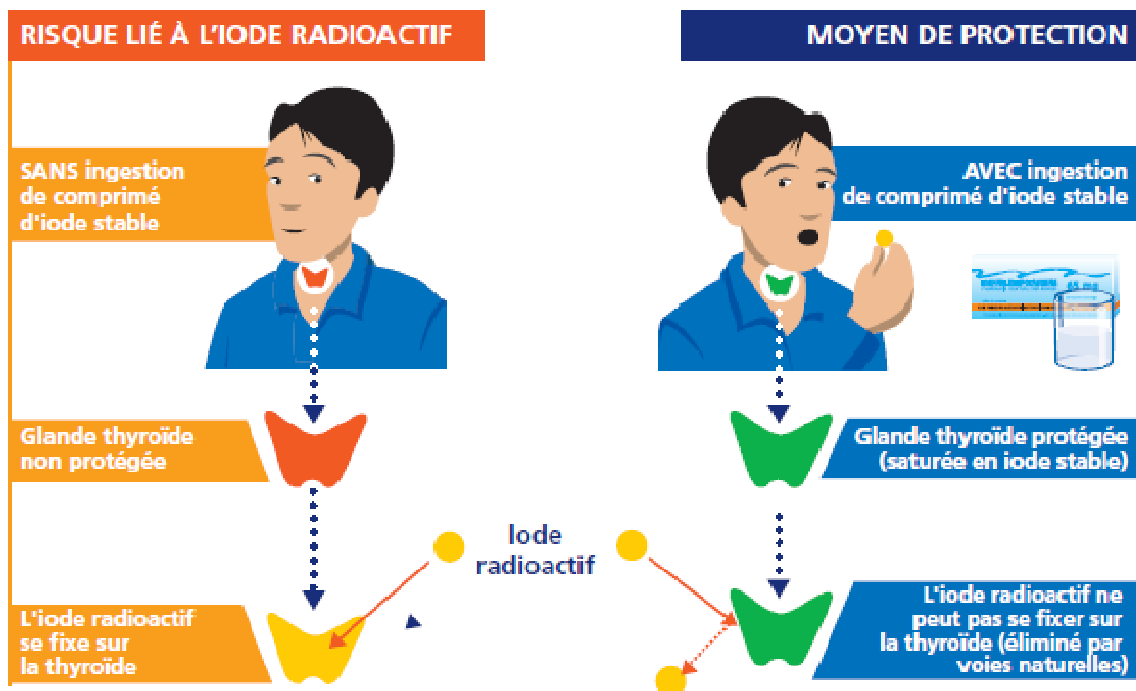 RISQUE LIÉ À L'IODE RADIOACTIF
MOYEN DE PROTECTION
SANS ingestion
de comprimé
d'iode stable
AVEC ingestion
de comprimé d'iode stable
65 mg
Glande thyroïde
non protégée
Glande thyroïde protégée
(saturée en iode stable)
Iode
radioactif
L'iode radioactif
se fixe sur
la thyroïde
L'iode radioactif ne
peut pas se fixer sur
la thyroïde (éliminé par
voies naturelles)